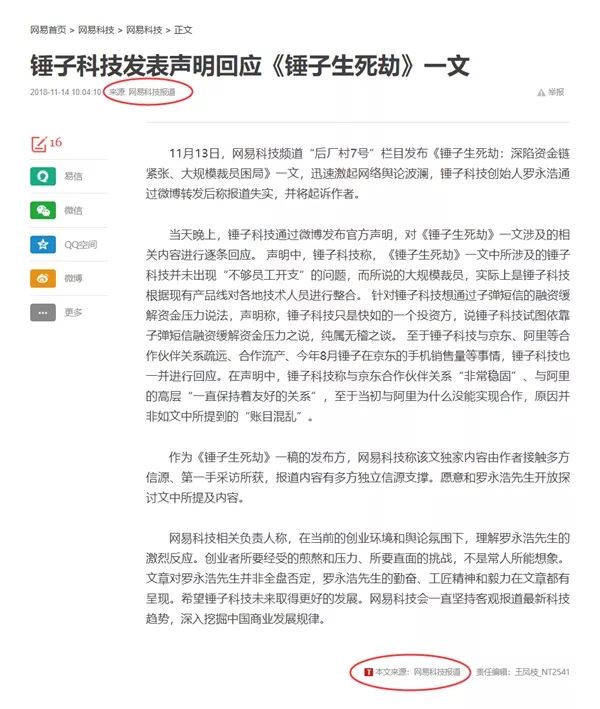 网易首页 > 网易科技 > 网易科技 > 正文
锤子科技发表声明回应《锤子生死劫》一文
2018-11-14 10:04:10 来源: 网易科技报道
举报
16
易信
微信
QQ空间
微博
更多
11月13日，网易科技频道“后厂村7号”栏目发布《锤子生死劫：深陷资金链
紧张、大规模裁员困局》一文，迅速激起网络舆论波澜，锤子科技创始人罗永浩通
过微博转发后称报道失实，并将起诉作者。
当天晚上，锤子科技通过微博发布官方声明，对《锤子生死劫》一文涉及的相
关内容进行逐条回应。 声明中，锤子科技称，《锤子生死劫》一文中所涉及的锤子
科技并未出现“不够员工开支”的问题，而所说的大规模裁员，实际上是锤子科技
根据现有产品线对各地技术人员进行整合。 针对锤子科技想通过子弹短信的融资缓
解资金压力说法，声明称，锤子科技只是快如的一个投资方，说锤子科技试图依靠
子弹短信融资缓解资金压力之说，纯属无稽之谈。 至于锤子科技与京东、阿里等合
作伙伴关系疏远、合作流产、今年8月锤子在京东的手机销售量等事情，锤子科技也
一并进行回应。在声明中，锤子科技称与京东合作伙伴关系“非常稳固”、与阿里
的高层“一直保持着友好的关系”，至于当初与阿里为什么没能实现合作，原因并
非如文中所提到的“账目混乱”。
作为《锤子生死劫》一稿的发布方，网易科技称该文独家内容由作者接触多方
信源、第一手采访所获，报道内容有多方独立信源支撑。愿意和罗永浩先生开放探
讨文中所提及内容。
网易科技相关负责人称，在当前的创业环境和舆论氛围下，理解罗永浩先生的
激烈反应。创业者所要经受的煎熬和压力、所要直面的挑战，不是常人所能想象。
文章对罗永浩先生并非全盘否定，罗永浩先生的勤奋、工匠精神和毅力在文章都有
呈现。希望锤子科技未来取得更好的发展。网易科技会一直坚持客观报道最新科技
趋势，深入挖掘中国商业发展规律。
本文来源：网易科技报道 责任编辑：王凤枝_NT2541